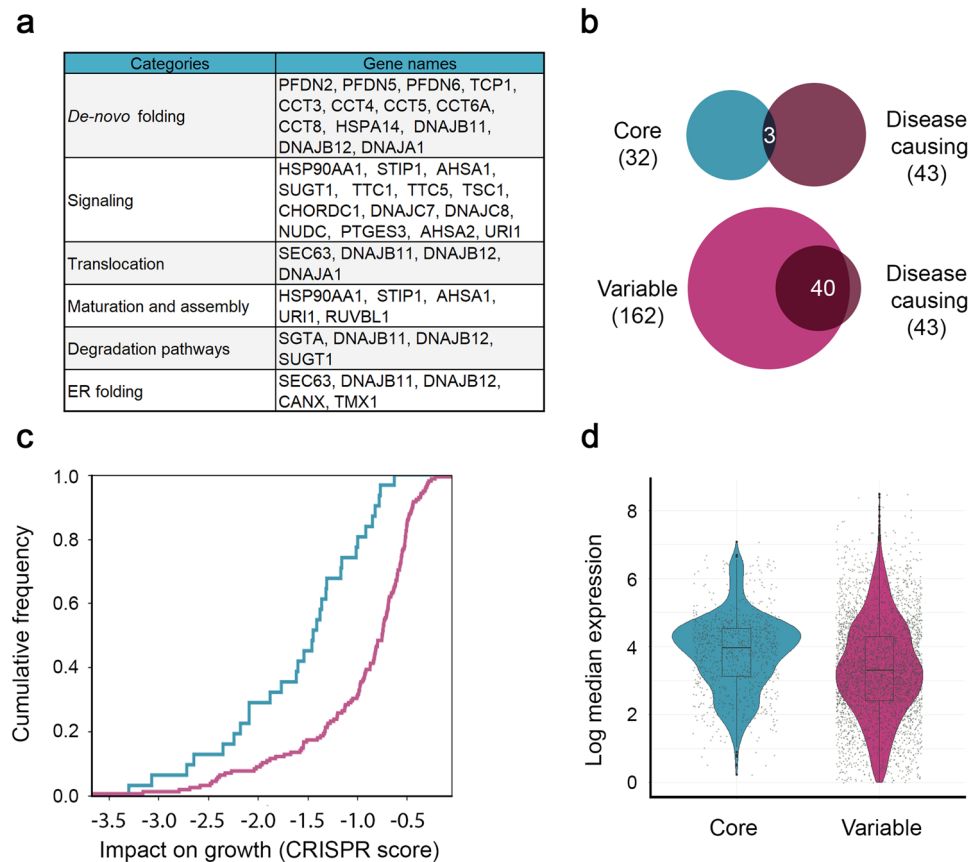 a
Categories Gene names
De-novo folding
PFDN2, PFDN5, PFDN6, TCP1,
CCT3, CCT4, CCT5, CCT6A,
CCT8, HSPA14, DNAJB11,
DNAJB12, DNAJA1
Signaling
HSP90AA1, STIP1, AHSA1,
SUGT1, TTC1, TTC5, TSC1,
CHORDC1, DNAJC7, DNAJC8,
NUDC, PTGES3, AHSA2, URI1
Translocation
SEC63, DNAJB11, DNAJB12,
DNAJA1
Maturation and assembly
HSP90AA1, STIP1, AHSA1,
URI1, RUVBL1
Degradation pathways
SGTA, DNAJB11, DNAJB12,
SUGT1
ER folding
SEC63, DNAJB11, DNAJB12,
CANX, TMX1
b
Core
(32)
3
Disease
causing
(43)
Variable
(162)
40
Disease
causing
(43)
c
Cumulative frequency
1.0
0.8
0.6
0.4
0.2
0.0
-3.5 -3.0 -2.5 -2.0 -1.5 -1.0 -0.5
Impact on growth (CRISPR score)
d
Log median expression
8
6
4
2
0
Core Variable